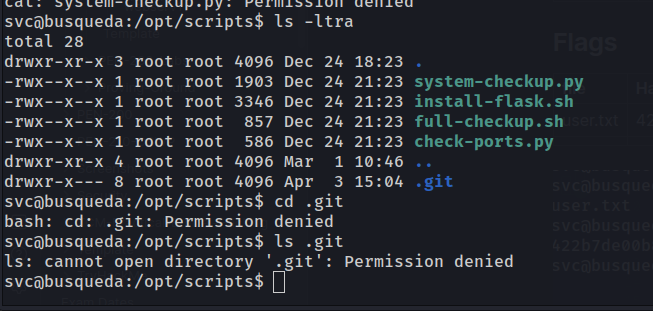 cat: system-checkup.py: Permission denied
svc@busqueda:/opt/scripts$ ls -ltra
total 28
drwxr-xr-x 3 root root 4096 Dec 24 18:23 .
-rwx--x--x 1 root root 1903 Dec 24 21:23 system-checkup.py
-rwx--x--x 1 root root 3346 Dec 24 21:23 install-flask.sh
-rwx--x--x 1 root root  857 Dec 24 21:23 full-checkup.sh
-rwx--x--x 1 root root  586 Dec 24 21:23 check-ports.py
drwxr-xr-x 4 root root 4096 Mar  1 10:46 ..
drwxr-x--- 8 root root 4096 Apr  3 15:04 .git
svc@busqueda:/opt/scripts$ cd .git
bash: cd: .git: Permission denied
svc@busqueda:/opt/scripts$ ls .git
ls: cannot open directory '.git': Permission denied
svc@busqueda:/opt/scripts$
Flags
user.txt
svc@busqu
user.txt
svc@busqu
422b7de00b
svc@busqued